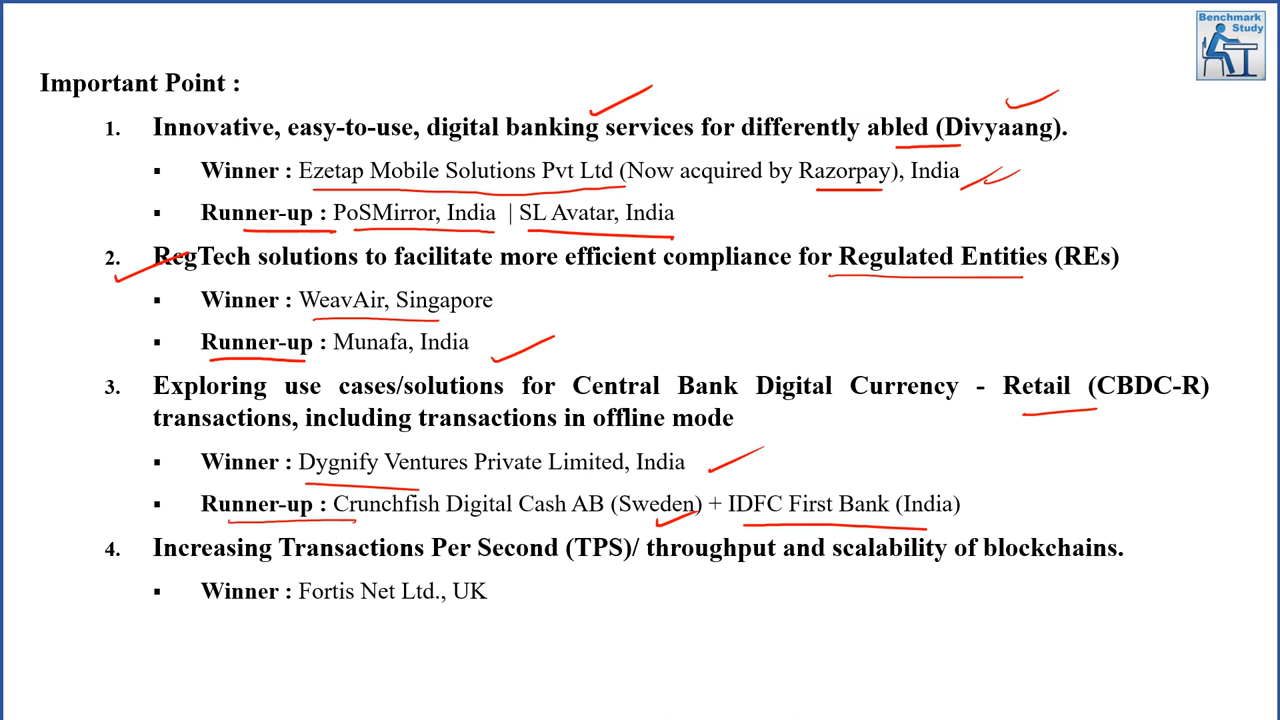 Benchmark
Study
Important Point :
1. Innovative, easy-to-use, digital banking services for differently abled (Divyaang).
▪ Winner : Ezetap Mobile Solutions Pvt Ltd (Now acquired by Razorpay), India
▪ Runner-up : PoSMirror, India | SL Avatar, India
2. RegTech solutions to facilitate more efficient compliance for Regulated Entities (REs)
▪ Winner : WeavAir, Singapore
▪ Runner-up : Munafa, India
3. Exploring use cases/solutions for Central Bank Digital Currency - Retail (CBDC-R)
transactions, including transactions in offline mode
▪ Winner : Dygnify Ventures Private Limited, India
▪ Runner-up : Crunchfish Digital Cash AB (Sweden) + IDFC First Bank (India)
4. Increasing Transactions Per Second (TPS)/ throughput and scalability of blockchains.
▪ Winner : Fortis Net Ltd., UK